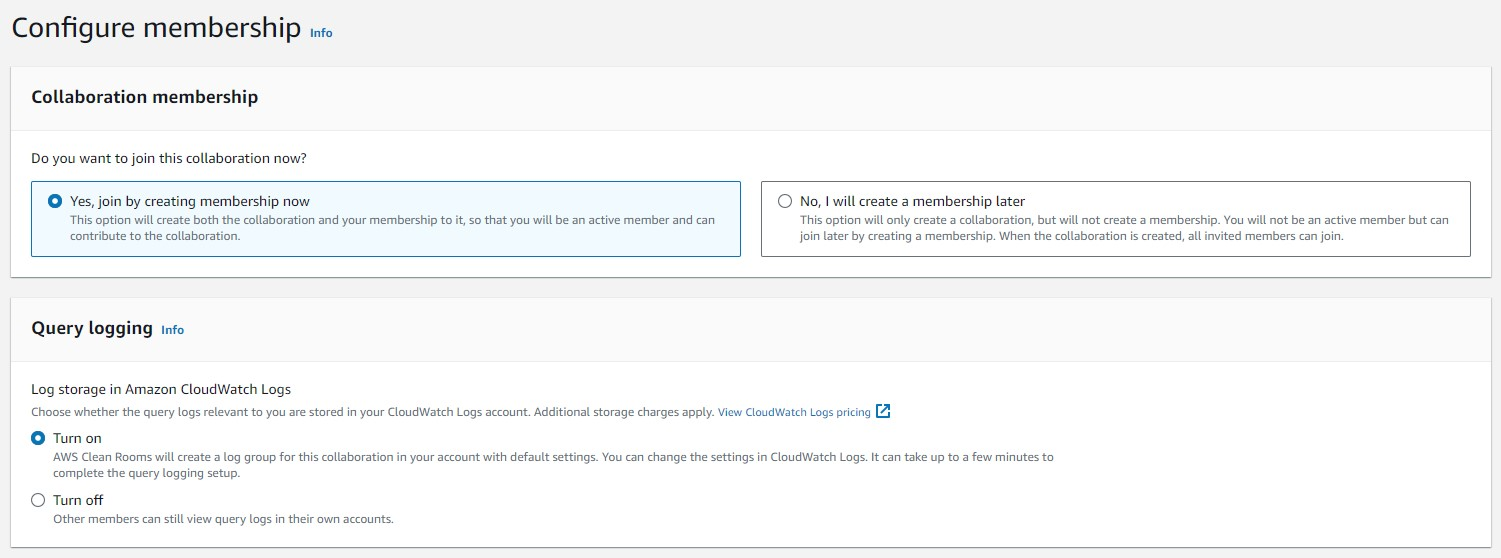 Configure membership Info
Collaboration membership
Do you want to join this collaboration now?
Yes, join by creating membership now
This option will create both the collaboration and your membership to it, so that you will be an active member and can
contribute to the collaboration.
No, I will create a membership later
This option will only create a collaboration, but will not create a membership. You will not be an active member but can
join later by creating a membership. When the collaboration is created, all invited members can join.
Query logging Info
Log storage in Amazon CloudWatch Logs
Choose whether the query logs relevant to you are stored in your CloudWatch Logs account. Additional storage charges apply. View CloudWatch Logs pricing
Turn on
AWS Clean Rooms will create a log group for this collaboration in your account with default settings. You can change the settings in CloudWatch Logs. It can take up to a few minutes to
complete the query logging setup.
Turn off
Other members can still view query logs in their own accounts.